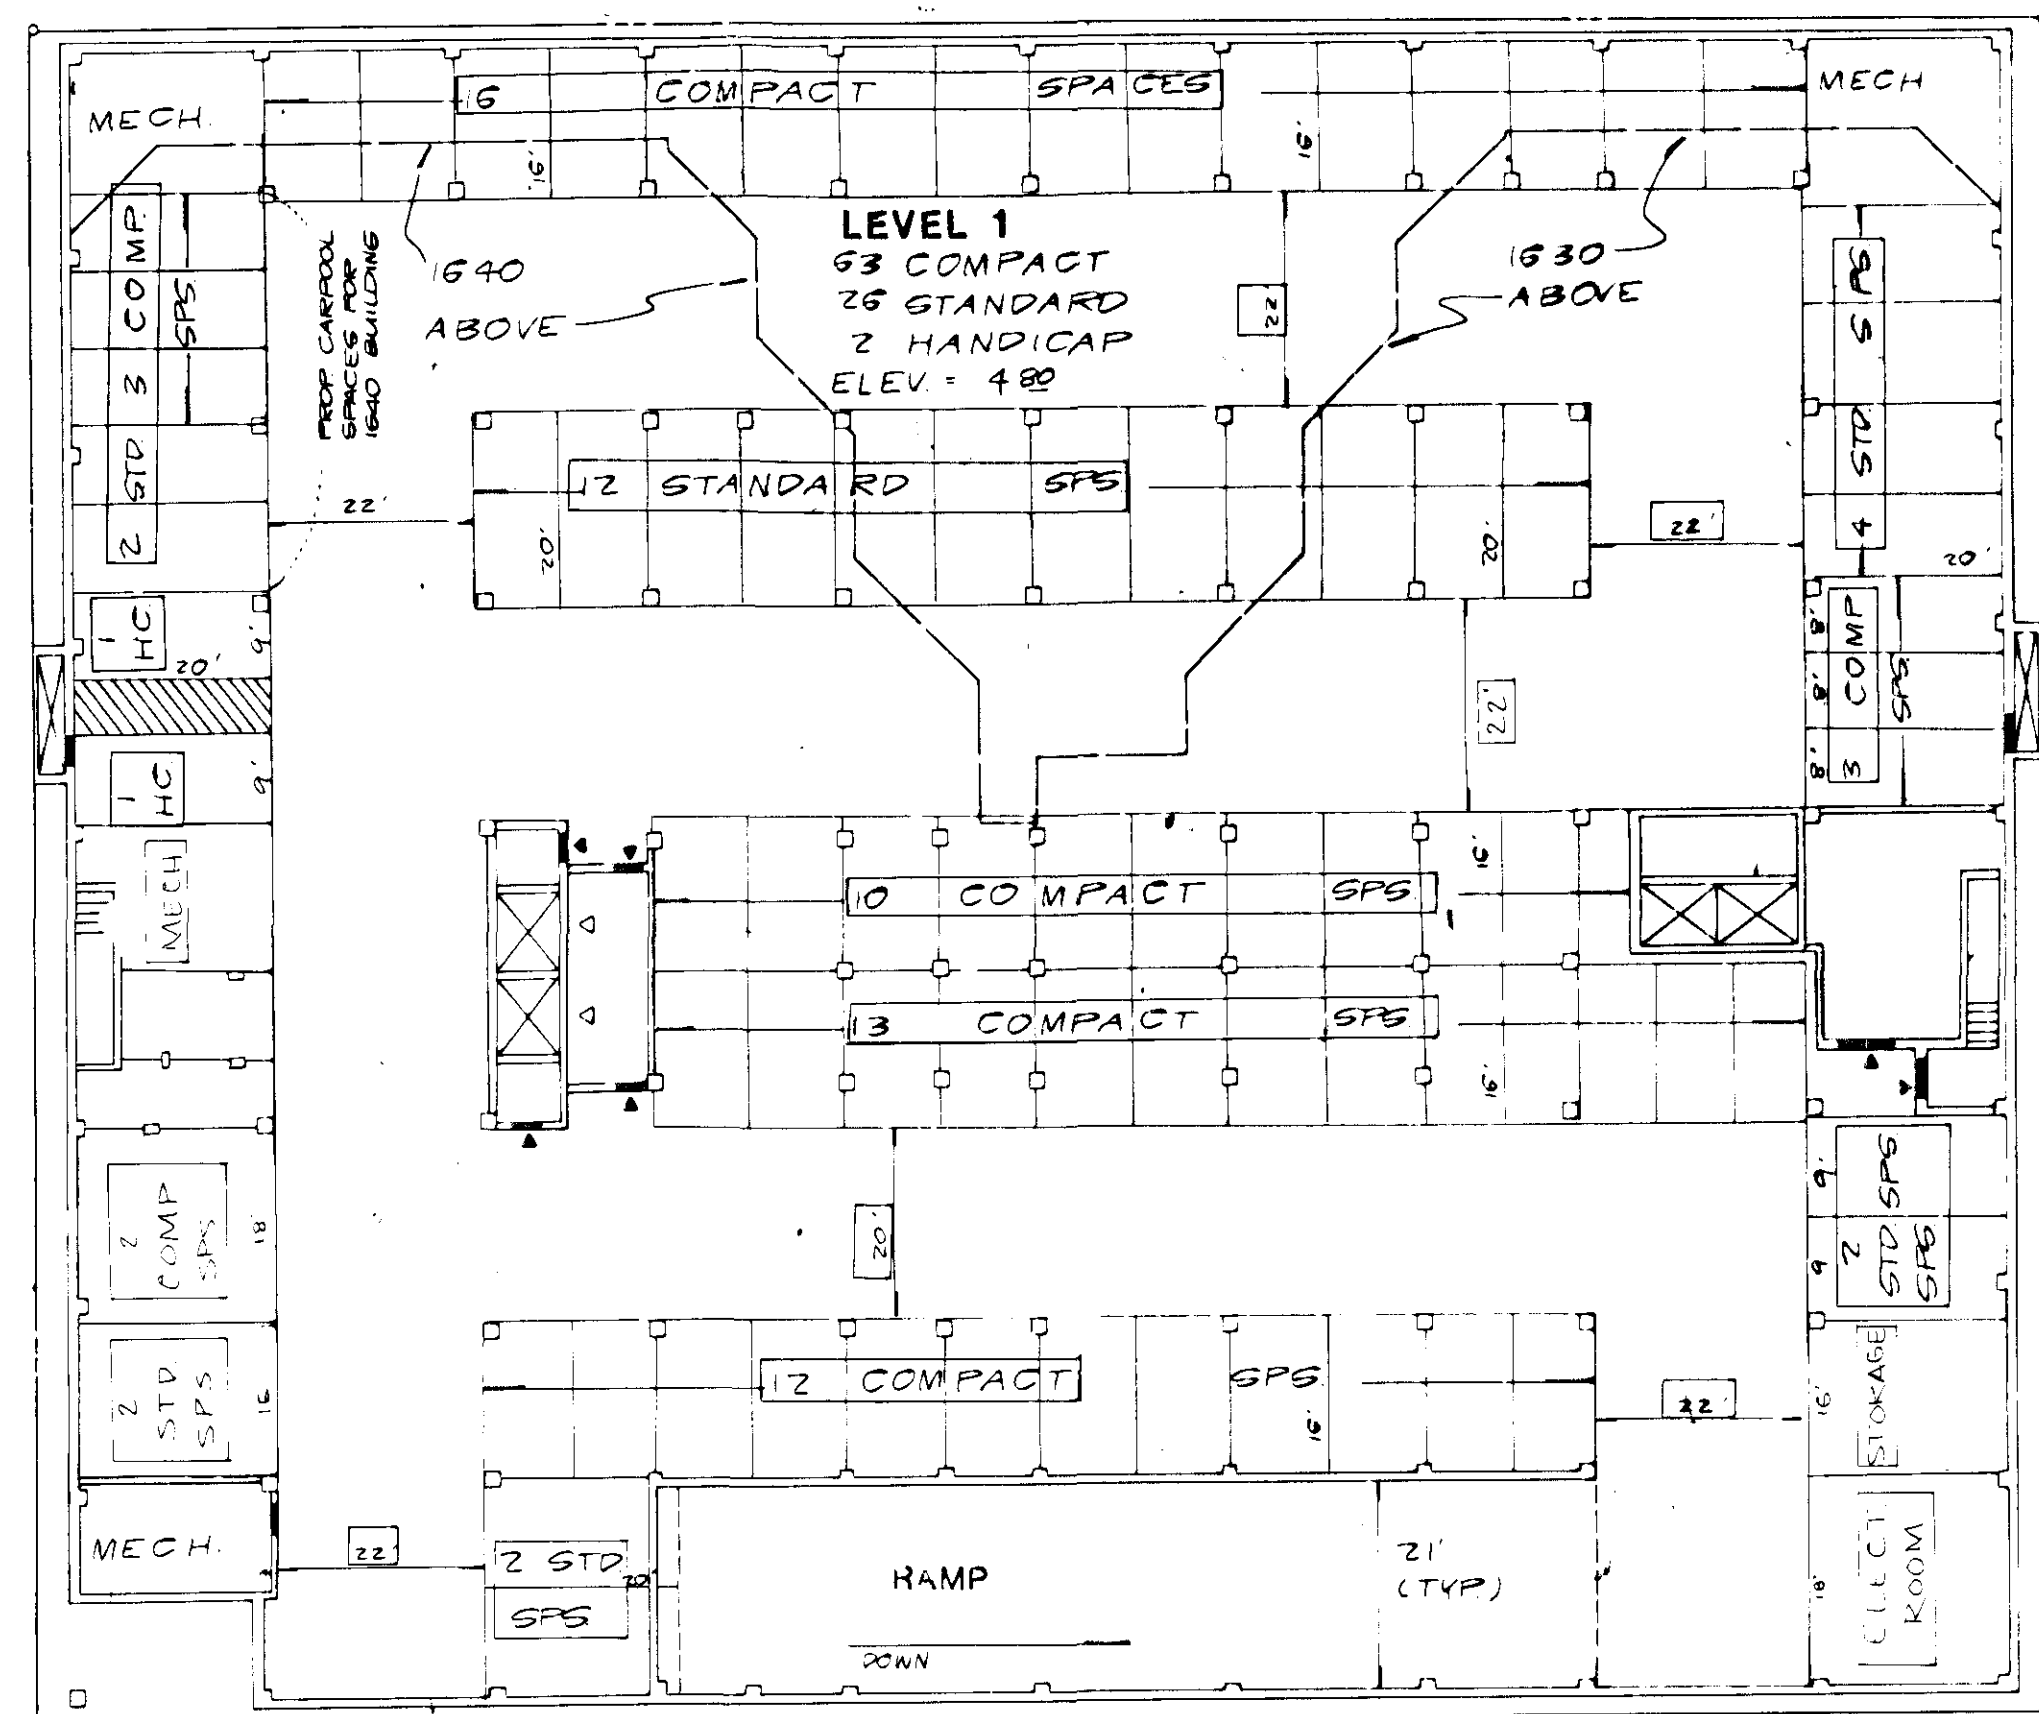 MECH.
16 COMPACT SPACES
MECH
16'
16'
2 STD. 3 COMP.
SPS.
PROP. CARPOOL
SPACES FOR
1640 BUILDING
1640
ABOVE
LEVEL 1
63 COMPACT
26 STANDARD
2 HANDICAP
ELEV. = 4 80
22'
1630
ABOVE
4 STD S PS
20'
22'
12 STANDARD SPS
20'
20'
22'
1
HC
9'
20'
1
HC
9'
22'
3 COMP
SPS.
8'
8'
8'
MECH
10 COMPACT SPS
16'
13 COMPACT SPS
16'
2
COMP
SPS
18'
20'
2
STD SPS
STD
SPS
9'
9
2
STD.
SPS
16
12 COMPACT SPS.
16'
22'
STORAGE
16'
MECH.
22'
2 STD.
SPS.
20'
RAMP
DOWN
21'
(TYP.)
18'
ELECT.
ROOM